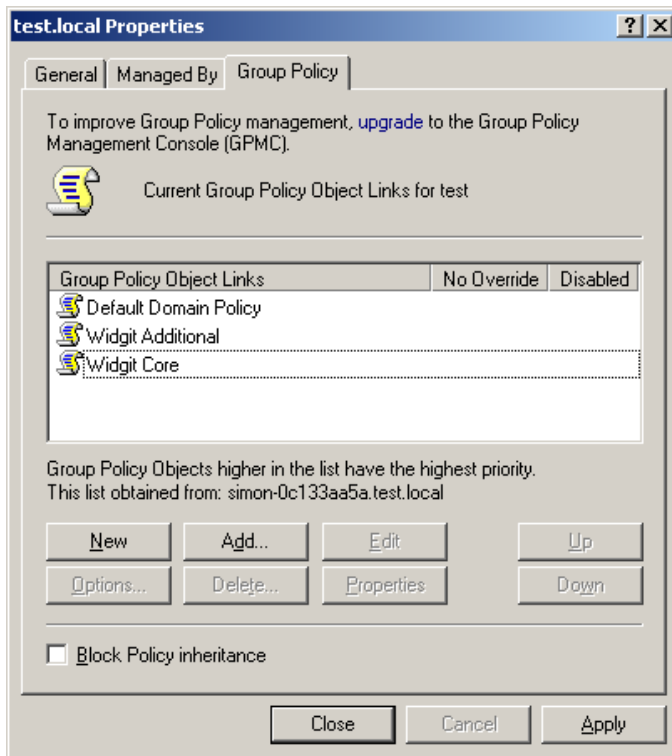 test.local Properties
General Managed By Group Policy
To improve Group Policy management, upgrade to the Group Policy
Management Console (GPMC).
Current Group Policy Object Links for test
Group Policy Object Links No Override Disabled
Default Domain Policy
Widgit Additional
Widgit Core
Group Policy Objects higher in the list have the highest priority.
This list obtained from: simon-0c133aa5a.test.local
New Add... Edit Up
Options... Delete... Properties Down
Block Policy inheritance
Close Cancel Apply